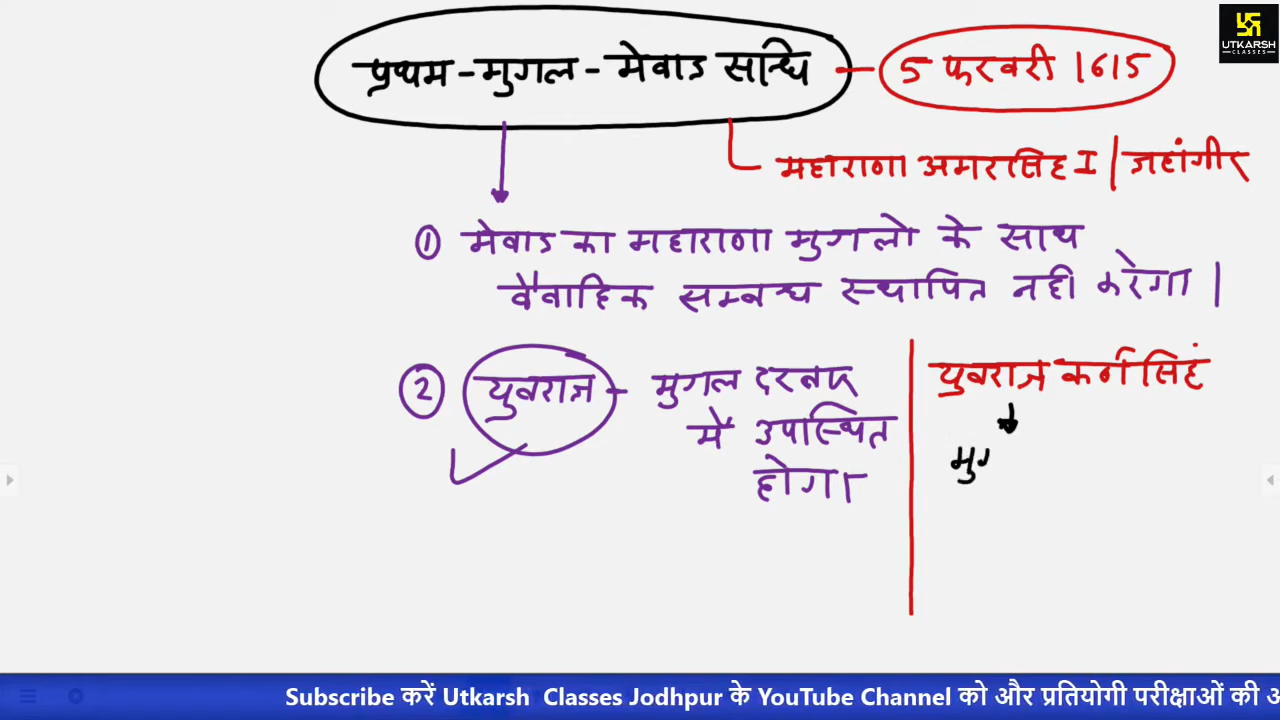 UTKARSH
CLASSES
प्रथम - मुगल - मेवाड सन्धि - 5 फरवरी 1615
महाराणा अमरसिंह I | जहांगीर
① मेवाड का महाराणा मुगलो के साथ
वैवाहिक सम्बन्ध स्थापित नही करेगा |
② युवराज - मुगल दरबार
में उपस्थित
होगा
युवराज कर्ण सिंह
मुग
Subscribe करें Utkarsh Classes Jodhpur के YouTube Channel को और प्रतियोगी परीक्षाओं की अ